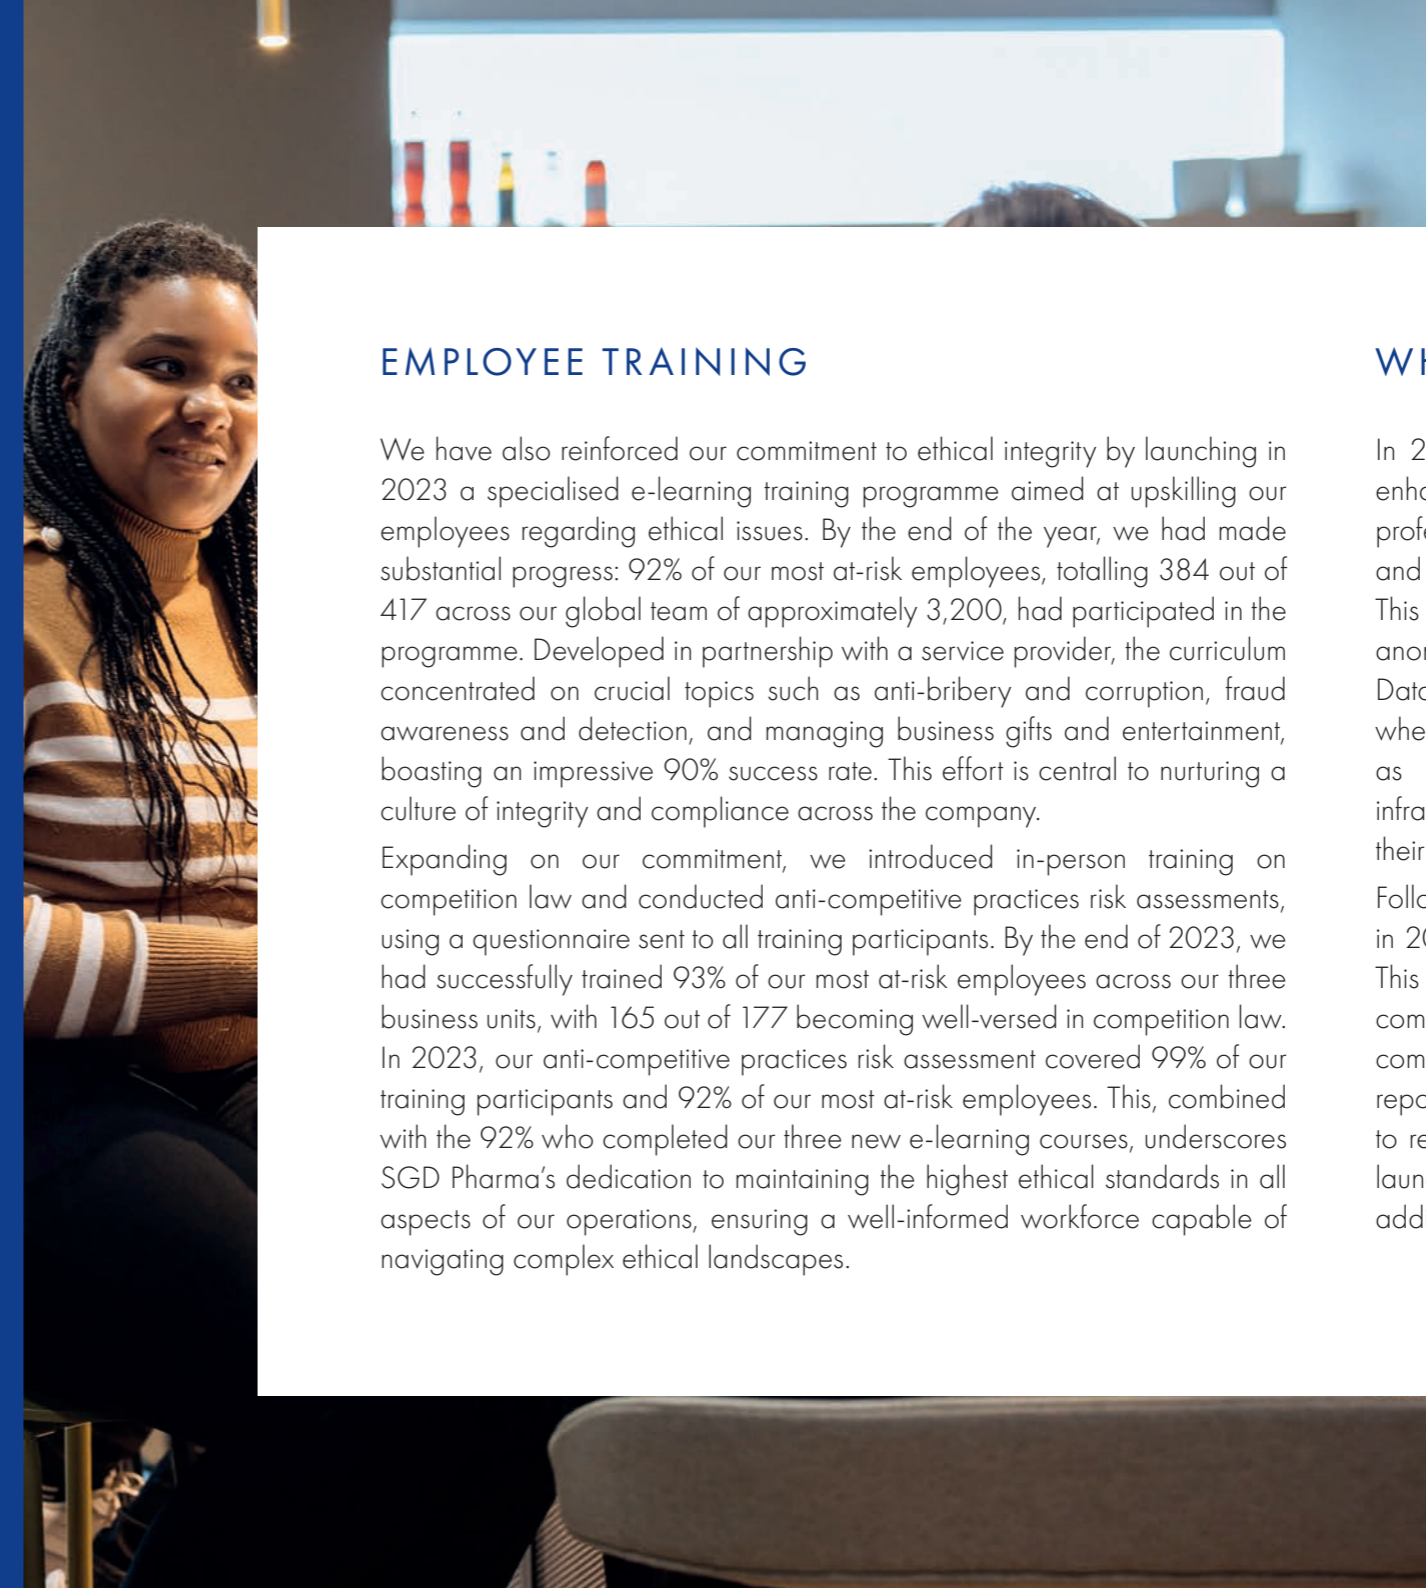 EMPLOYEE TRAINING
We have also reinforced our commitment to ethical integrity by launching in
2023 a specialised e-learning training programme aimed at upskilling our
employees regarding ethical issues. By the end of the year, we had made
substantial progress: 92% of our most at-risk employees, totalling 384 out of
417 across our global team of approximately 3,200, had participated in the
programme. Developed in partnership with a service provider, the curriculum
concentrated on crucial topics such as anti-bribery and corruption, fraud
awareness and detection, and managing business gifts and entertainment,
boasting an impressive 90% success rate. This effort is central to nurturing a
culture of integrity and compliance across the company.
Expanding on our commitment, we introduced in-person training on
competition law and conducted anti-competitive practices risk assessments,
using a questionnaire sent to all training participants. By the end of 2023, we
had successfully trained 93% of our most at-risk employees across our three
business units, with 165 out of 177 becoming well-versed in competition law.
In 2023, our anti-competitive practices risk assessment covered 99% of our
training participants and 92% of our most at-risk employees. This, combined
with the 92% who completed our three new e-learning courses, underscores
SGD Pharma’s dedication to maintaining the highest ethical standards in all
aspects of our operations, ensuring a well-informed workforce capable of
navigating complex ethical landscapes.
In
and
This
as
their
in
This
to